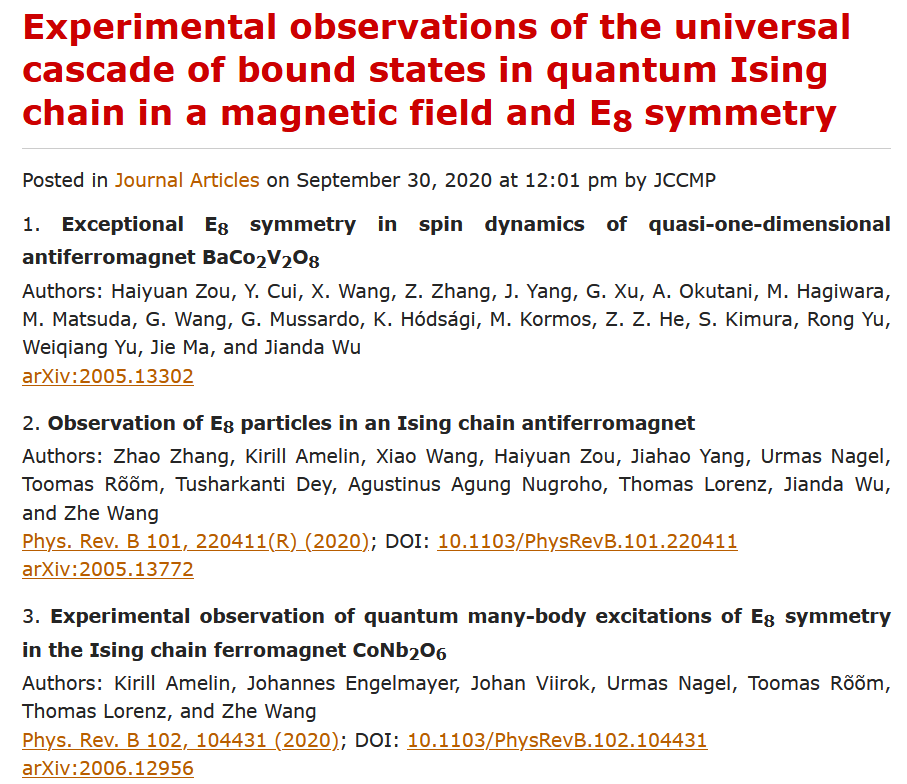 Experimental observations of the universal
cascade of bound states in quantum Ising
chain in a magnetic field and E₈ symmetry
Posted in Journal Articles on September 30, 2020 at 12:01 pm by JCCMP
1. Exceptional E₈ symmetry in spin dynamics of quasi-one-dimensional
antiferromagnet BaCo₂V₂O₈
Authors: Haiyuan Zou, Y. Cui, X. Wang, Z. Zhang, J. Yang, G. Xu, A. Okutani, M. Hagiwara,
M. Matsuda, G. Wang, G. Mussardo, K. Hódsági, M. Kormos, Z. Z. He, S. Kimura, Rong Yu,
Weiqiang Yu, Jie Ma, and Jianda Wu
arXiv:2005.13302
2. Observation of E₈ particles in an Ising chain antiferromagnet
Authors: Zhao Zhang, Kirill Amelin, Xiao Wang, Haiyuan Zou, Jiahao Yang, Urmas Nagel,
Toomas Rõõm, Tusharkanti Dey, Agustinus Agung Nugroho, Thomas Lorenz, Jianda Wu,
and Zhe Wang
Phys. Rev. B 101, 220411(R) (2020); DOI: 10.1103/PhysRevB.101.220411
arXiv:2005.13772
3. Experimental observation of quantum many-body excitations of E₈ symmetry
in the Ising chain ferromagnet CoNb₂O₆
Authors: Kirill Amelin, Johannes Engelmayer, Johan Viirok, Urmas Nagel, Toomas Rõõm,
Thomas Lorenz, and Zhe Wang
Phys. Rev. B 102, 104431 (2020); DOI: 10.1103/PhysRevB.102.104431
arXiv:2006.12956